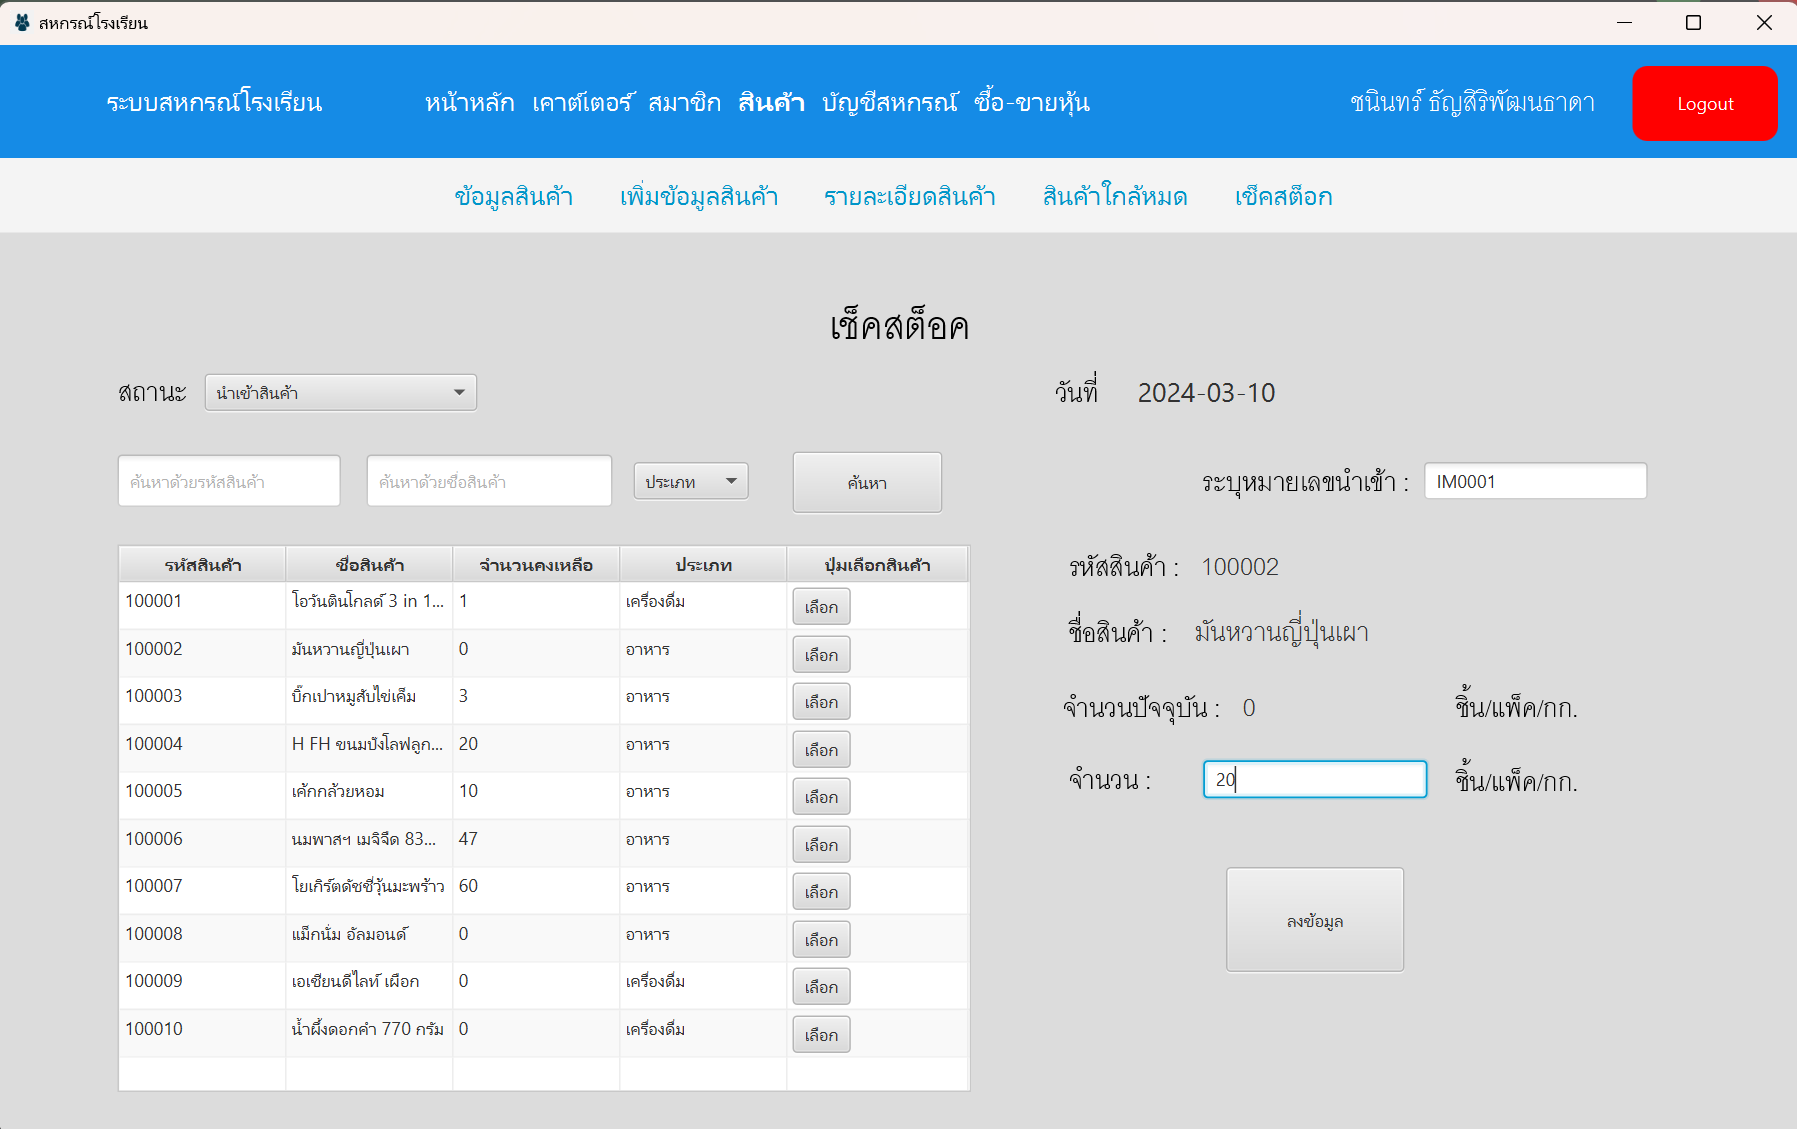 สหกรณ์โรงเรียน
ระบบสหกรณ์โรงเรียน หน้าหลัก เคาต์เตอร์ สมาชิก สินค้า บัญชีสหกรณ์ ซื้อ-ขายหุ้น ชนินทร์ ธัญสิริพัฒนธาดา Logout
ข้อมูลสินค้า เพิ่มข้อมูลสินค้า รายละเอียดสินค้า สินค้าใกล้หมด เช็คสต็อก
เช็คสต็อค
สถานะ นำเข้าสินค้า วันที่ 2024-03-10
ค้นหาด้วยรหัสสินค้า ค้นหาด้วยชื่อสินค้า ประเภท ค้นหา ระบุหมายเลขนำเข้า : IM0001
รหัสสินค้า ชื่อสินค้า จำนวนคงเหลือ ประเภท ปุ่มเลือกสินค้า
100001 โอวันตินโกลด์ 3 in 1... 1 เครื่องดื่ม เลือก
100002 มันหวานญี่ปุ่นเผา 0 อาหาร เลือก
100003 บิ๊กเปาหมูสับไข่เค็ม 3 อาหาร เลือก
100004 H FH ขนมปังโลฟลูก... 20 อาหาร เลือก
100005 เค้กกล้วยหอม 10 อาหาร เลือก
100006 นมพาสฯ เมจิจืด 83... 47 อาหาร เลือก
100007 โยเกิร์ตดัชชี่วุ้นมะพร้าว 60 อาหาร เลือก
100008 แม็กนั่ม อัลมอนด์ 0 อาหาร เลือก
100009 เอเซียนดีไลท์ เผือก 0 เครื่องดื่ม เลือก
100010 น้ำผึ้งดอกคำ 770 กรัม 0 เครื่องดื่ม เลือก
รหัสสินค้า : 100002
ชื่อสินค้า : มันหวานญี่ปุ่นเผา
จำนวนปัจจุบัน : 0 ชิ้น/แพ็ค/กก.
จำนวน : 20 ชิ้น/แพ็ค/กก.
ลงข้อมูล